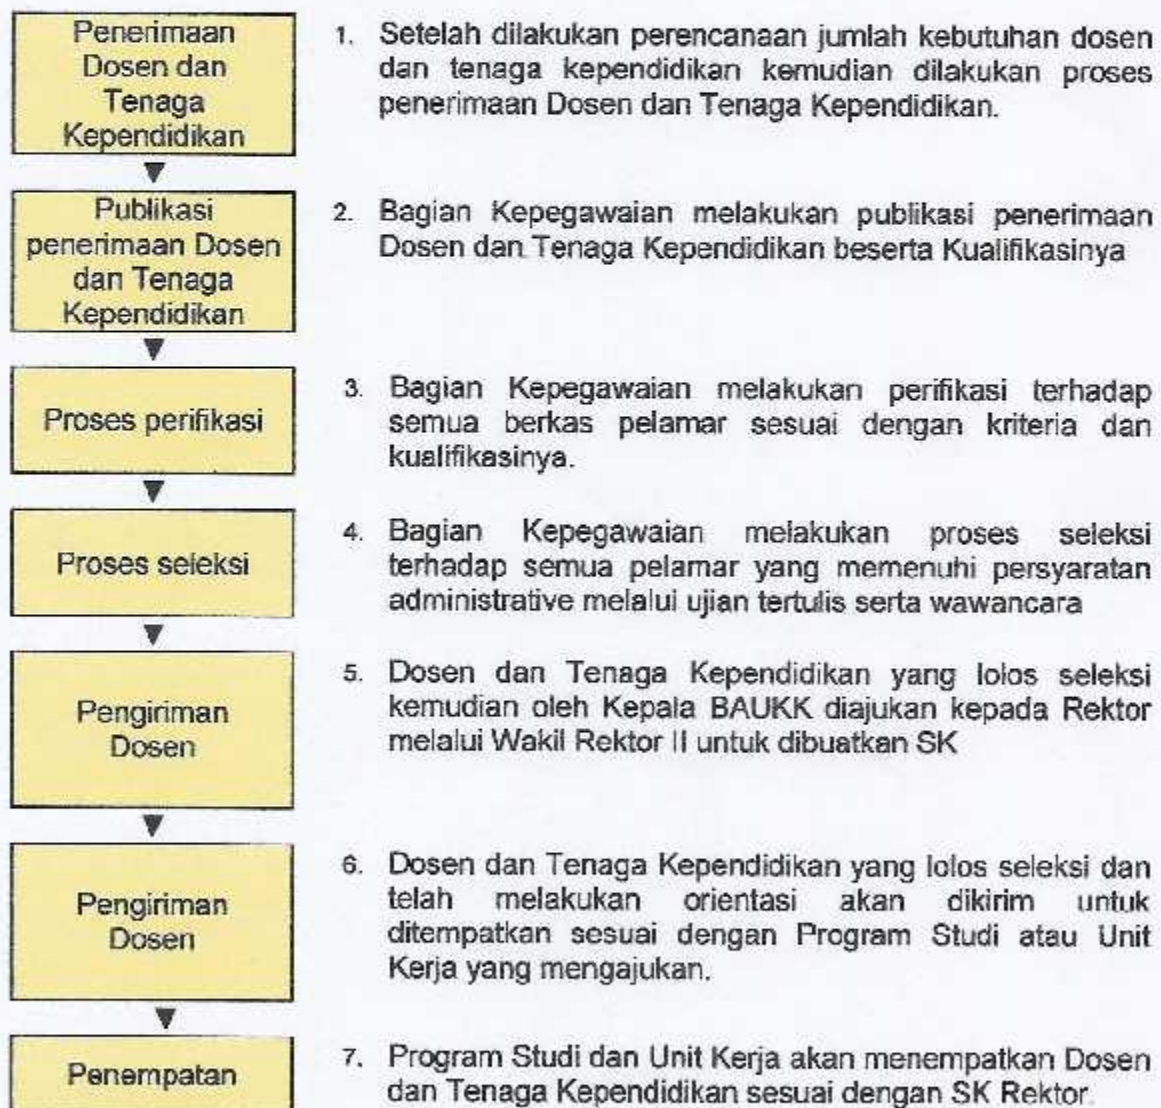 Penerimaan
Dosen dan
Tenaga
Kependidikan
1. Setelah dilakukan perencanaan jumlah kebutuhan dosen
dan tenaga kependidikan kemudian dilakukan proses
penerimaan Dosen dan Tenaga Kependidikan.
Publikasi
penerimaan Dosen
dan Tenaga
Kependidikan
2. Bagian Kepegawaian melakukan publikasi penerimaan
Dosen dan Tenaga Kependidikan beserta Kualifikasinya
Proses perifikasi
3. Bagian Kepegawaian melakukan perifikasi terhadap
semua berkas pelamar sesuai dengan kriteria dan
kualifikasinya.
Proses seleksi
4. Bagian Kepegawaian melakukan proses seleksi
terhadap semua pelamar yang memenuhi persyaratan
administrative melalui ujian tertulis serta wawancara
Pengiriman
Dosen
5. Dosen dan Tenaga Kependidikan yang lolos seleksi
kemudian oleh Kepala BAUKK diajukan kepada Rektor
melalui Wakil Rektor II untuk dibuatkan SK
Pengiriman
Dosen
6. Dosen dan Tenaga Kependidikan yang lolos seleksi dan
telah melakukan orientasi akan dikirim untuk
ditempatkan sesuai dengan Program Studi atau Unit
Kerja yang mengajukan.
Penempatan
7. Program Studi dan Unit Kerja akan menempatkan Dosen
dan Tenaga Kependidikan sesuai dengan SK Rektor.